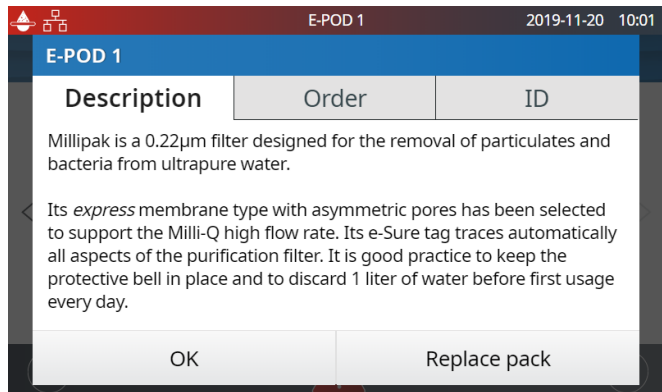 E-POD 1 2019-11-20 10:01
E-POD 1
Description Order ID
Millipak is a 0.22μm filter designed for the removal of particulates and
bacteria from ultrapure water.
Its express membrane type with asymmetric pores has been selected
to support the Milli-Q high flow rate. Its e-Sure tag traces automatically
all aspects of the purification filter. It is good practice to keep the
protective bell in place and to discard 1 liter of water before first usage
every day.
OK Replace pack